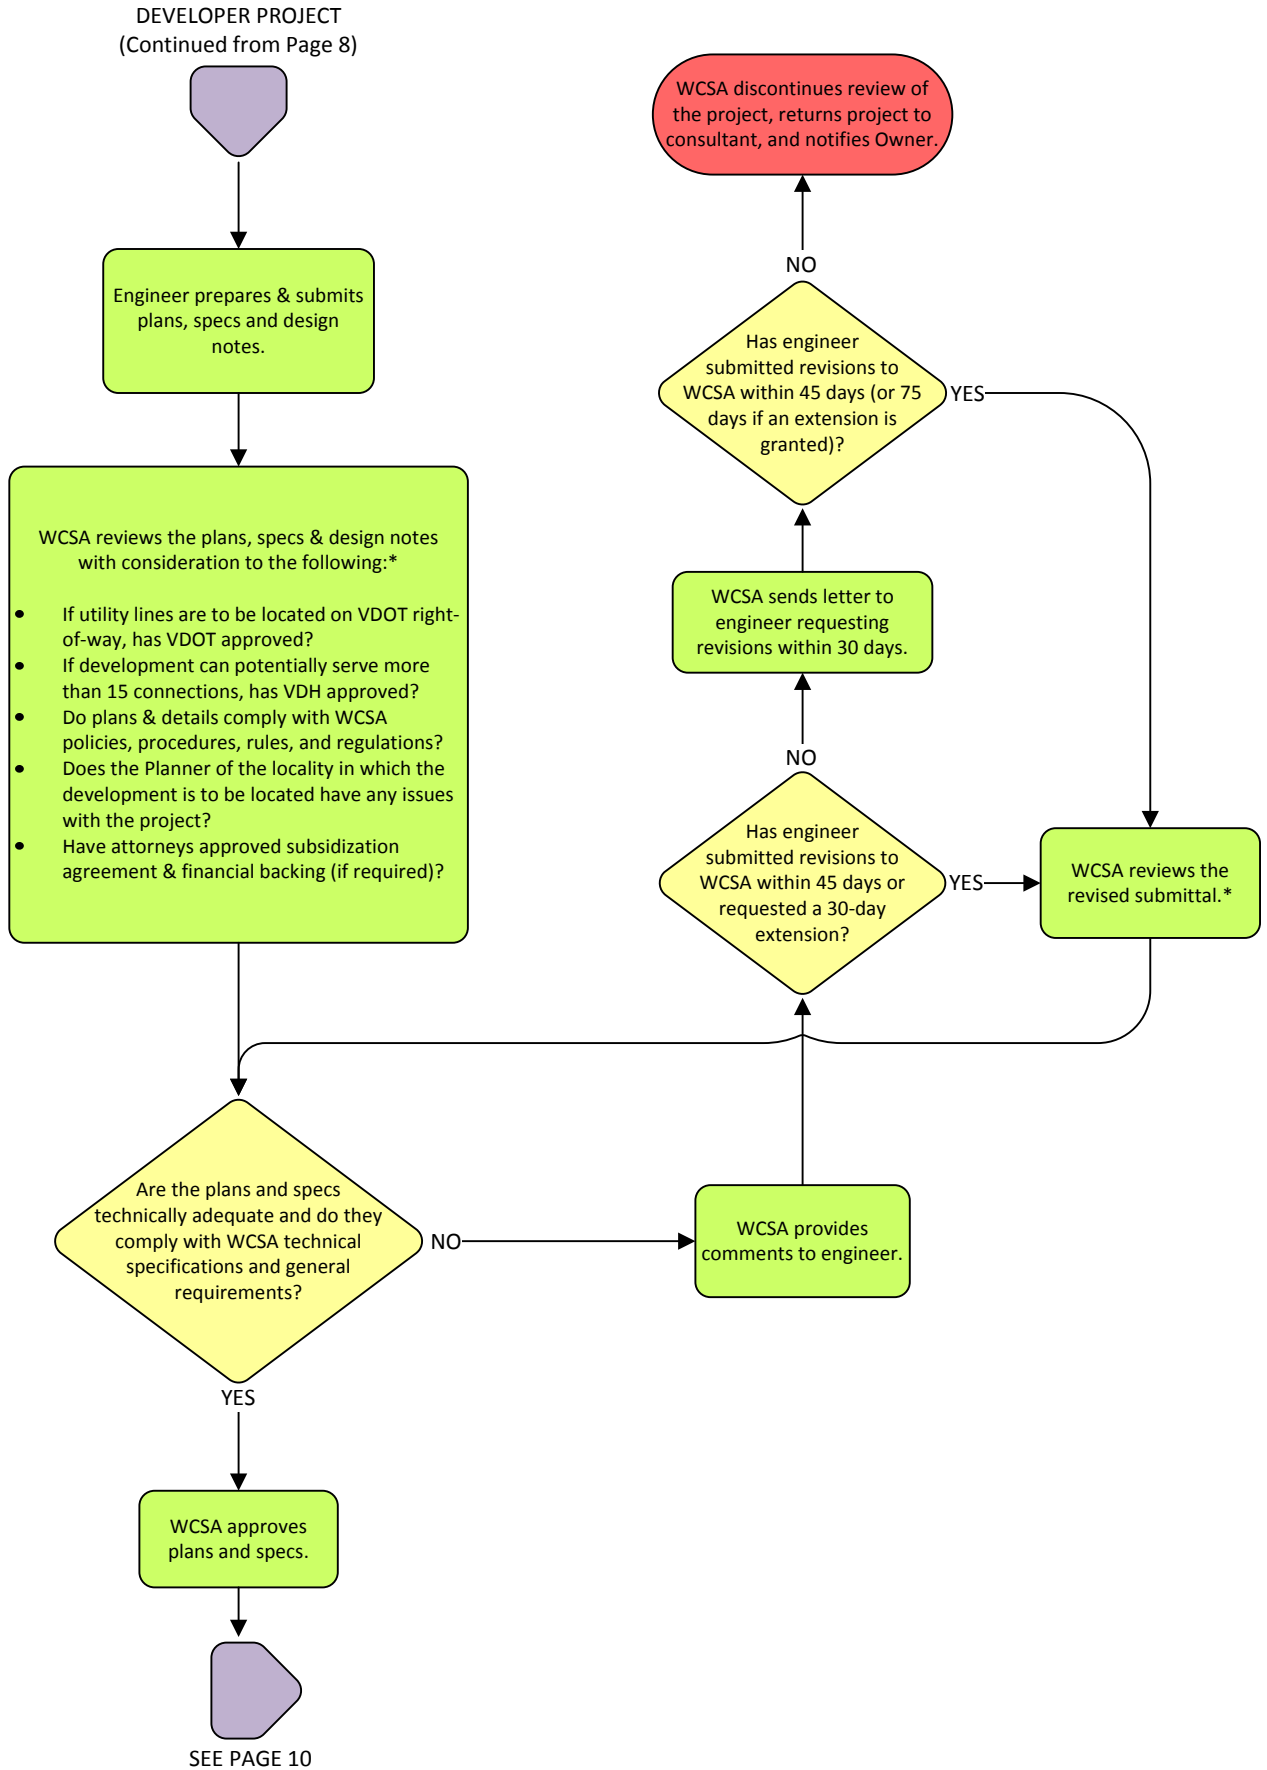 DEVELOPER PROJECT
(Continued from Page 8)
Engineer prepares & submits
plans, specs and design
notes.
WCSA reviews the plans, specs & design notes
with consideration to the following:*
• If utility lines are to be located on VDOT right-
of-way, has VDOT approved?
• If development can potentially serve more
than 15 connections, has VDH approved?
• Do plans & details comply with WCSA
policies, procedures, rules, and regulations?
• Does the Planner of the locality in which the
development is to be located have any issues
with the project?
• Have attorneys approved subsidization
agreement & financial backing (if required)?
Are the plans and specs
technically adequate and do they
comply with WCSA technical
specifications and general
requirements?
NO
YES
WCSA approves
plans and specs.
SEE PAGE 10
WCSA provides
comments to engineer.
Has engineer
submitted revisions to
WCSA within 45 days or
requested a 30-day
extension?
YES
NO
WCSA reviews the
revised submittal.*
WCSA sends letter to
engineer requesting
revisions within 30 days.
Has engineer
submitted revisions to
WCSA within 45 days (or 75
days if an extension is
granted)?
YES
NO
WCSA discontinues review of
the project, returns project to
consultant, and notifies Owner.